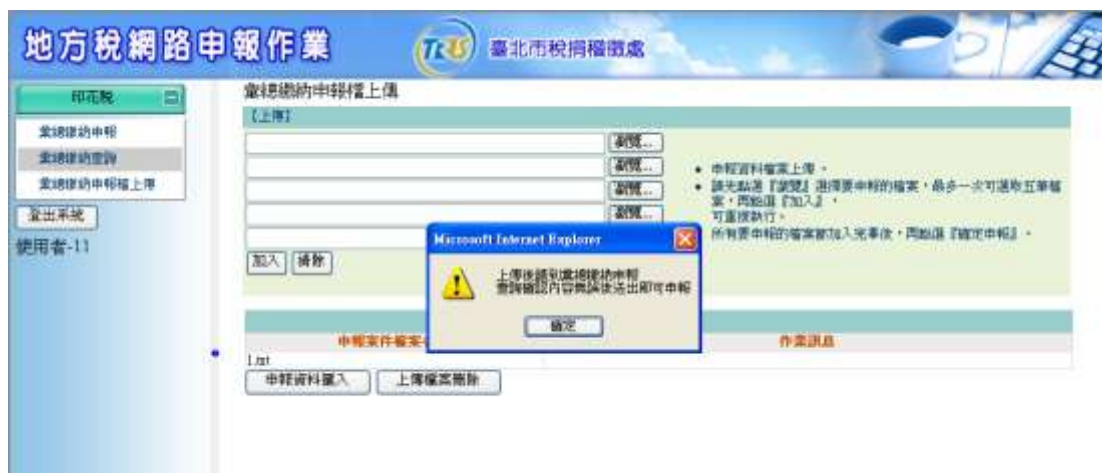 地方稅網路申報作業
臺北市稅捐稽徵處
印花稅
彙總繳納申報
彙總繳納查詢
彙總繳納申報檔上傳
登出系統
使用者-11
彙總繳納申報檔上傳
【上傳】
瀏覽...
瀏覽...
瀏覽...
瀏覽...
加入
清除
申報資料檔案上傳。
請先點選『瀏覽』選擇要申報的檔案，最多一次可選取五筆檔
案，再點選『加入』，
可重複執行。
所有要申報的檔案都加入完畢後，再點選『確定申報』。
Microsoft Internet Explorer
上傳後請到彙總繳納申報
查詢確認內容無誤後送出即可申報
確定
申報案件檔案
作業訊息
1.txt
申報資料匯入
上傳檔案刪除